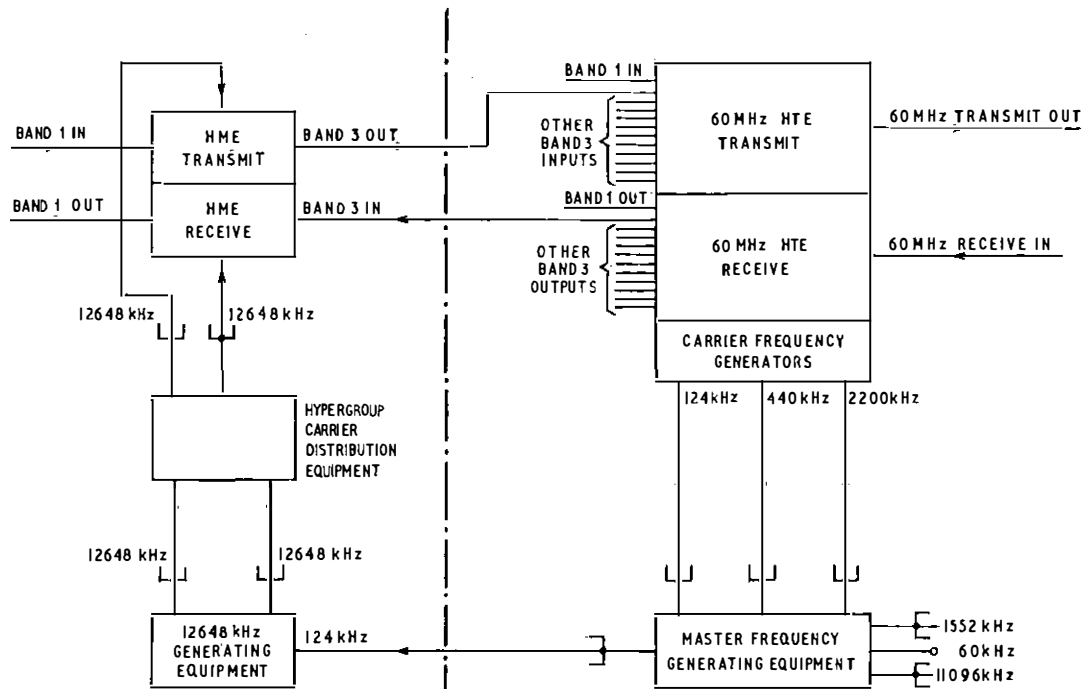 BAND 1 IN
HME
TRANSMIT
BAND 3 OUT
BAND 1 OUT
HME
RECEIVE
BAND 3 IN
12648 kHz
12648 kHz
HYPERGROUP
CARRIER
DISTRIBUTION
EQUIPMENT
12648 kHz
12648 kHz
12648 kHz
GENERATING
EQUIPMENT
124 kHz
BAND 1 IN
OTHER
BAND 3
INPUTS
60 MHz HTE
TRANSMIT
60 MHz TRANSMIT OUT
BAND 1 OUT
OTHER
BAND 3
OUTPUTS
60 MHz HTE
RECEIVE
60 MHz RECEIVE IN
CARRIER FREQUENCY
GENERATORS
124 kHz
440 kHz
2200 kHz
MASTER FREQUENCY
GENERATING EQUIPMENT
1552 kHz
60 kHz
11096 kHz